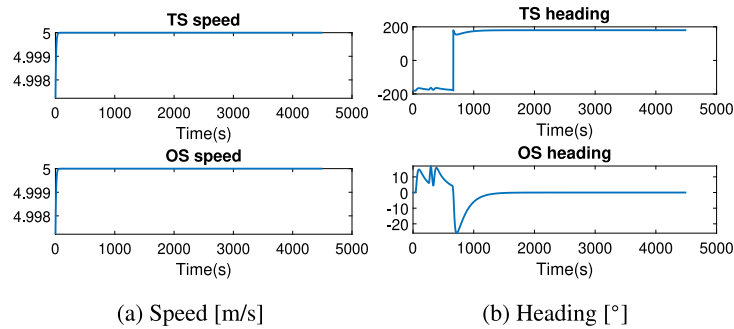 TS speed
5
4.999
4.998
0 1000 2000 3000 4000 5000
Time(s)
OS speed
5
4.999
4.998
0 1000 2000 3000 4000 5000
Time(s)
(a) Speed [m/s]
TS heading
200
0
-200
0 1000 2000 3000 4000 5000
Time(s)
OS heading
10
0
-10
-20
0 1000 2000 3000 4000 5000
Time(s)
(b) Heading [°]